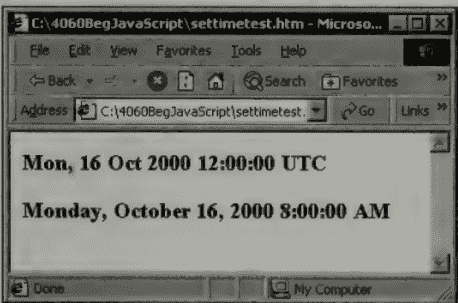 C:\4060BegJavaScript\settimetest.htm - Microso...
File Edit View Favorites Tools Help
Back Search Favorites »
Address C:\4060BegJavaScript\settimetest. Go Links »
Mon, 16 Oct 2000 12:00:00 UTC
Monday, October 16, 2000 8:00:00 AM
Done My Computer